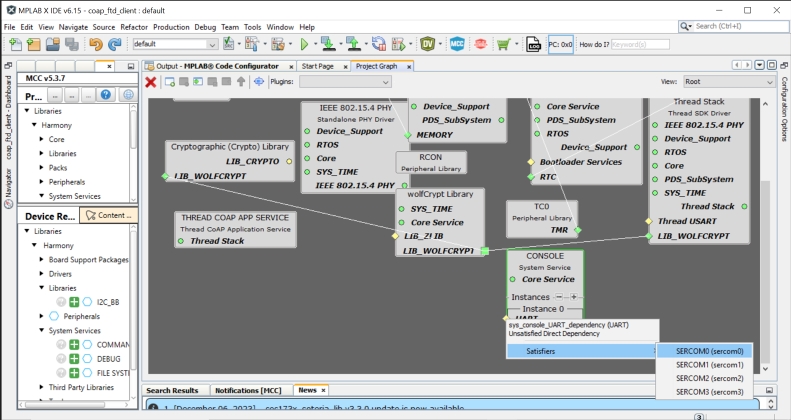 MPLAB X IDE v6.15 - coap_ftd_client : default
File Edit View Navigate Source Refactor Production Debug Team Tools Window Help
Search (Ctrl+I)
default
DV
MCC
LOG
PC: 0x0
How do I? (Keyword(s)
Output - MPLAB® Code Configurator x
Start Page x
Project Graph x
MCC v5.3.7
Plugins:
View: Root
coap_ftd_client - Dashboard
Navigator
Configuration Options
Pr...
Libraries
Harmony
Core
Libraries
Packs
Peripherals
System Services
Device Re...
Content ...
Libraries
Harmony
Board Support Packages
Drivers
Libraries
I2C_BB
Peripherals
System Services
COMMAN
DEBUG
FILE SYSTI
Third Party Libraries
Cryptographic (Crypto) Library
LIB_CRYPTO
LIB_WOLFCRYPT
THREAD COAP APP SERVICE
Thread CoAP Application Service
Thread Stack
IEEE 802.15.4 PHY
Standalone PHY Driver
Device_Support
RTOS
Core
SYS_TIME
IEEE 802.15.4 PHY
Device_Support
PDS_SubSystem
MEMORY
RCON
Peripheral Library
wolfCrypt Library
SYS_TIME
Core Service
LIB_ZLIB
LIB_WOLFCRYPT
Core Service
PDS_SubSystem
RTOS
Device_Support
Bootloader Services
RTC
TC0
Peripheral Library
TMR
Thread Stack
Thread SDK Driver
IEEE 802.15.4 PHY
Device_Support
RTOS
Core
PDS_SubSystem
SYS_TIME
Thread Stack
Thread USART
LIB_WOLFCRYPT
CONSOLE
System Service
Core Service
Instances - +
Instance 0
UART
sys_console_UART_dependency (UART)
Unsatisfied Direct Dependency
Satisfiers
SERCOM0 (sercom0)
SERCOM1 (sercom1)
SERCOM2 (sercom2)
SERCOM3 (sercom3)
Search Results
Notifications [MCC]
News x
1. [December 06, 2023]
update is now available
3